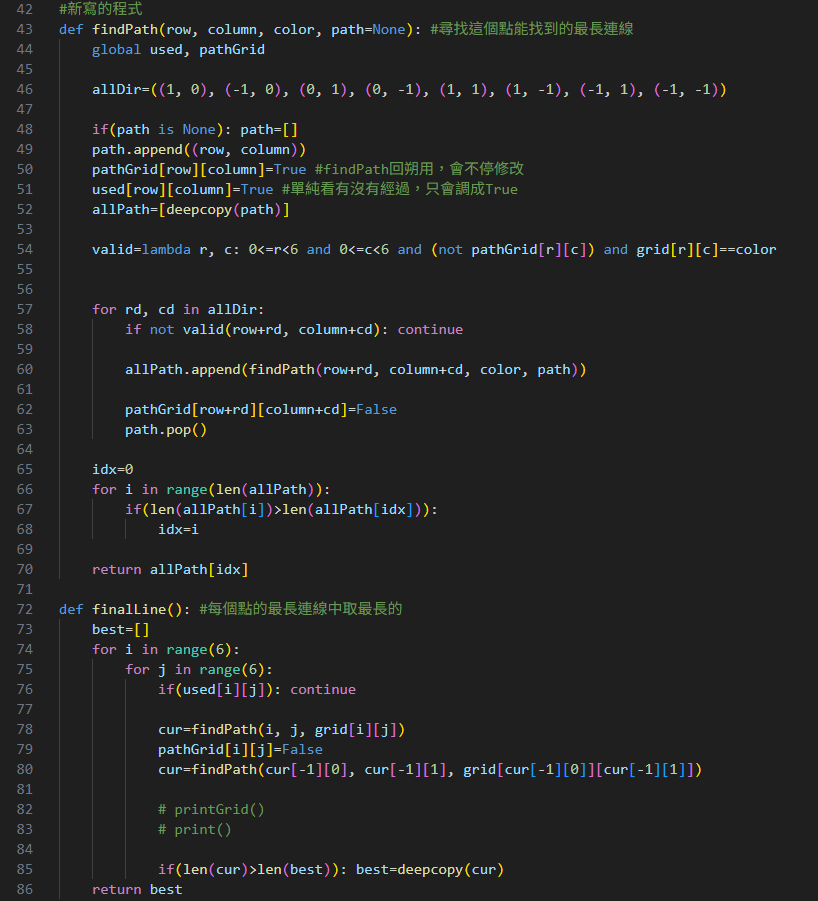 42 #新寫的程式
43 def findPath(row, column, color, path=None): #尋找這個點能找到的最長連線
44     global used, pathGrid
45
46     allDir=((1, 0), (-1, 0), (0, 1), (0, -1), (1, 1), (1, -1), (-1, 1), (-1, -1))
47
48     if(path is None): path=[]
49     path.append((row, column))
50     pathGrid[row][column]=True #findPath回朔用，會不停修改
51     used[row][column]=True #單純看有沒有經過，只會調成True
52     allPath=[deepcopy(path)]
53
54     valid=lambda r, c: 0<=r<6 and 0<=c<6 and (not pathGrid[r][c]) and grid[r][c]==color
55
56
57     for rd, cd in allDir:
58         if not valid(row+rd, column+cd): continue
59
60         allPath.append(findPath(row+rd, column+cd, color, path))
61
62         pathGrid[row+rd][column+cd]=False
63         path.pop()
64
65     idx=0
66     for i in range(len(allPath)):
67         if(len(allPath[i])>len(allPath[idx])):
68             idx=i
69
70     return allPath[idx]
71
72 def finalLine(): #每個點的最長連線中取最長的
73     best=[]
74     for i in range(6):
75         for j in range(6):
76             if(used[i][j]): continue
77
78             cur=findPath(i, j, grid[i][j])
79             pathGrid[i][j]=False
80             cur=findPath(cur[-1][0], cur[-1][1], grid[cur[-1][0]][cur[-1][1]])
81
82             # printGrid()
83             # print()
84
85             if(len(cur)>len(best)): best=deepcopy(cur)
86     return best